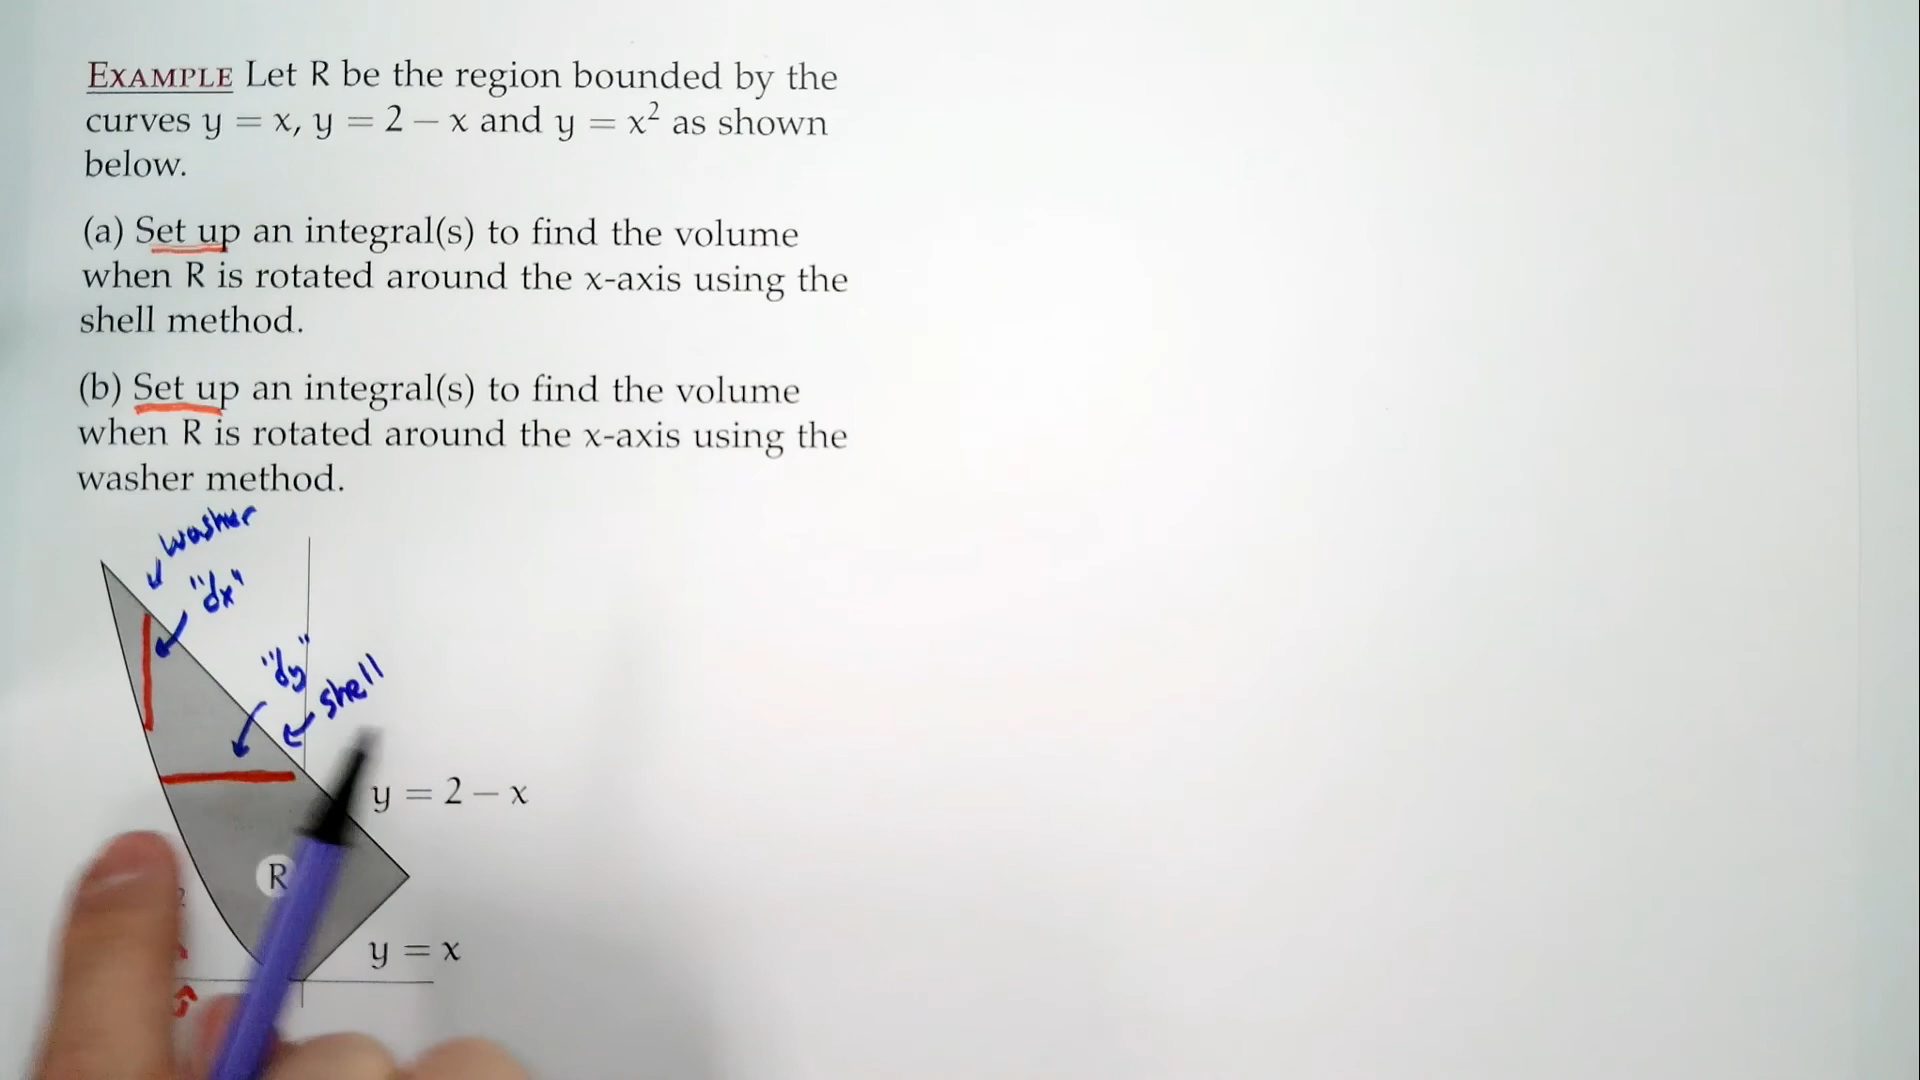 EXAMPLE Let R be the region bounded by the
curves y = x, y = 2 − x and y = x² as shown
below.
(a) Set up an integral(s) to find the volume
when R is rotated around the x-axis using the
shell method.
(b) Set up an integral(s) to find the volume
when R is rotated around the x-axis using the
washer method.
washer
"dx"
"dy"
shell
y = 2 − x
R
y = x